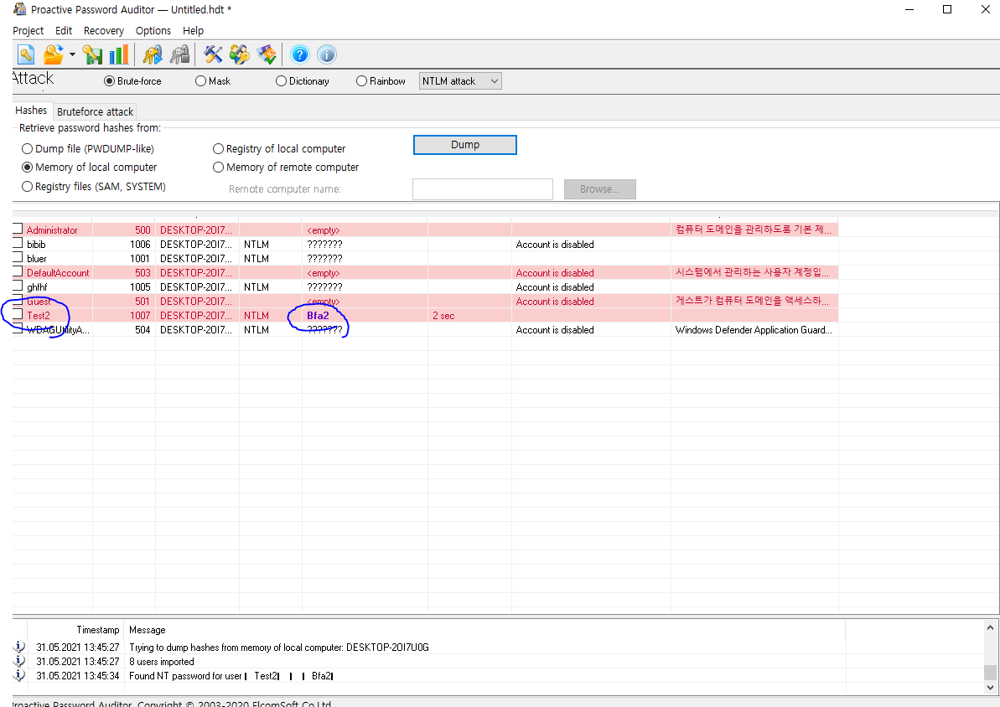 Proactive Password Auditor — Untitled.hdt *
Project Edit Recovery Options Help
Attack Brute-force Mask Dictionary Rainbow NTLM attack
Hashes Bruteforce attack
Retrieve password hashes from:
Dump file (PWDUMP-like) Registry of local computer Dump
Memory of local computer Memory of remote computer
Registry files (SAM, SYSTEM) Remote computer name: Browse...
Administrator 500 DESKTOP-2OI7... <empty> 컴퓨터 도메인을 관리하도록 기본 제...
bibib 1006 DESKTOP-2OI7... NTLM ??????? Account is disabled
bluer 1001 DESKTOP-2OI7... NTLM ???????
DefaultAccount 503 DESKTOP-2OI7... <empty> Account is disabled 시스템에서 관리하는 사용자 계정입...
ghfhf 1005 DESKTOP-2OI7... NTLM ??????? Account is disabled
Guest 501 DESKTOP-2OI7... <empty> Account is disabled 게스트가 컴퓨터 도메인을 액세스하...
Test2 1007 DESKTOP-2OI7... NTLM Bfa2 2 sec
WDAGUtilityA... 504 DESKTOP-2OI7... NTLM ??????? Account is disabled Windows Defender Application Guard...
Timestamp Message
31.05.2021 13:45:27 Trying to dump hashes from memory of local computer: DESKTOP-2OI7U0G
31.05.2021 13:45:27 8 users imported
31.05.2021 13:45:34 Found NT password for user | Test2| | | Bfa2|
Proactive Password Auditor, Copyright © 2003-2020 ElcomSoft Co.Ltd.